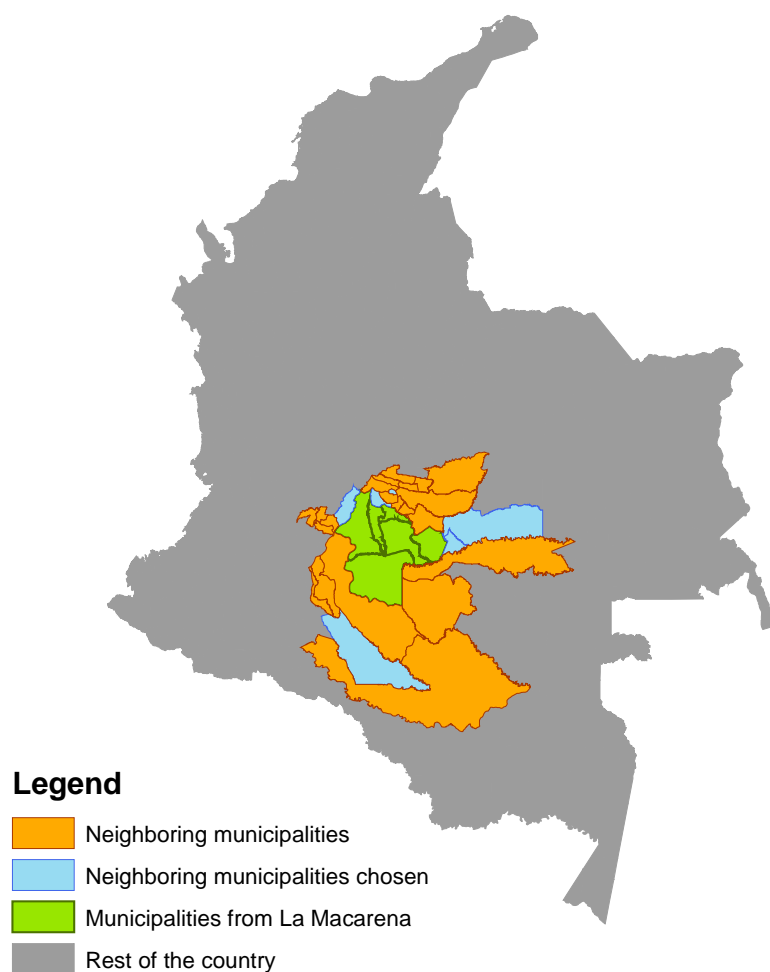 Legend
Neighboring municipalities
Neighboring municipalities chosen
Municipalities from La Macarena
Rest of the country